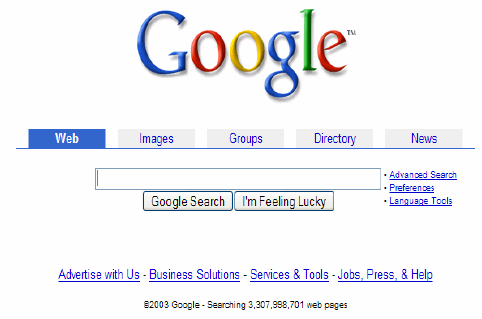 Google™
Web Images Groups Directory News
• Advanced Search
• Preferences
• Language Tools
Google Search I'm Feeling Lucky
Advertise with Us - Business Solutions - Services & Tools - Jobs, Press, & Help
©2003 Google - Searching 3,307,998,701 web pages